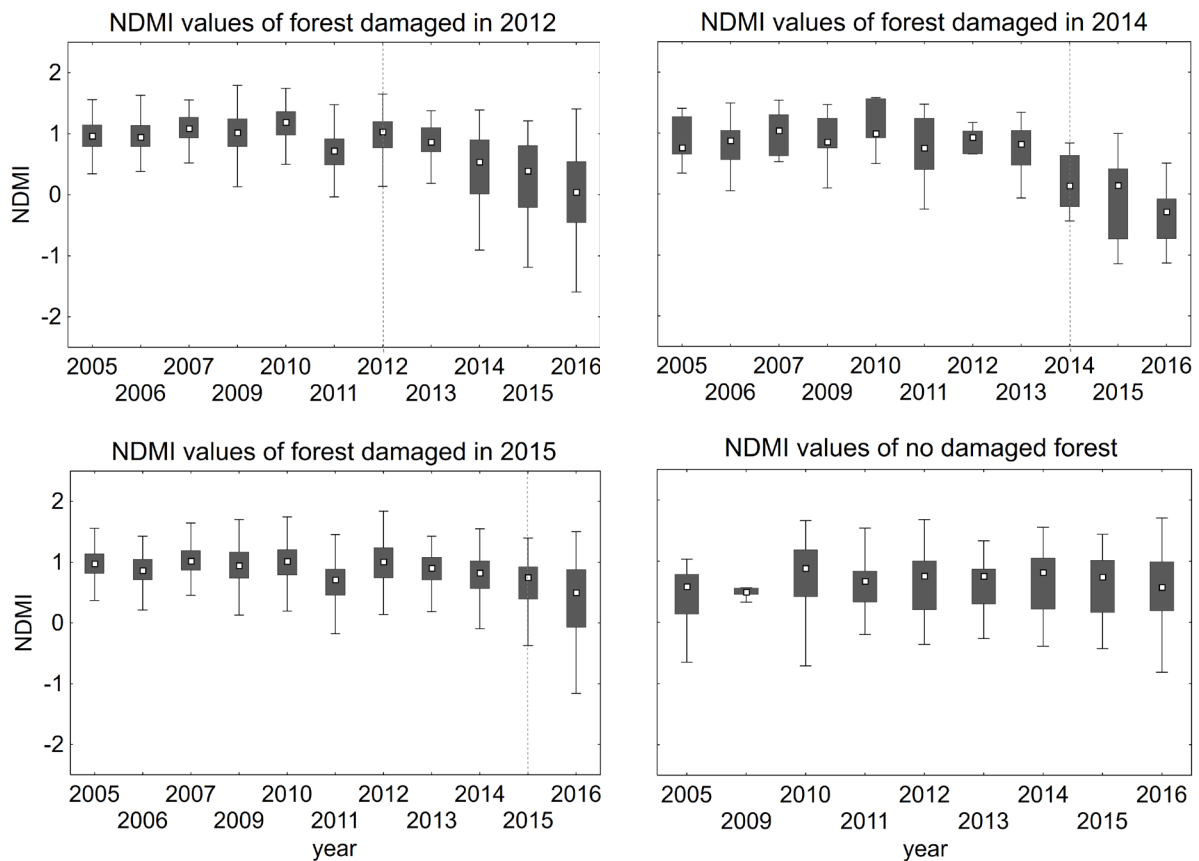 NDMI values of forest damaged in 2012
NDMI
2
1
0
-1
-2
2005 2007 2010 2012 2014 2016
2006 2009 2011 2013 2015
NDMI values of forest damaged in 2014
2005 2007 2010 2012 2014 2016
2006 2009 2011 2013 2015
NDMI values of forest damaged in 2015
NDMI
2
1
0
-1
-2
2005 2007 2010 2012 2014 2016
2006 2009 2011 2013 2015
year
NDMI values of no damaged forest
2005 2010 2012 2014 2016
2009 2011 2013 2015
year